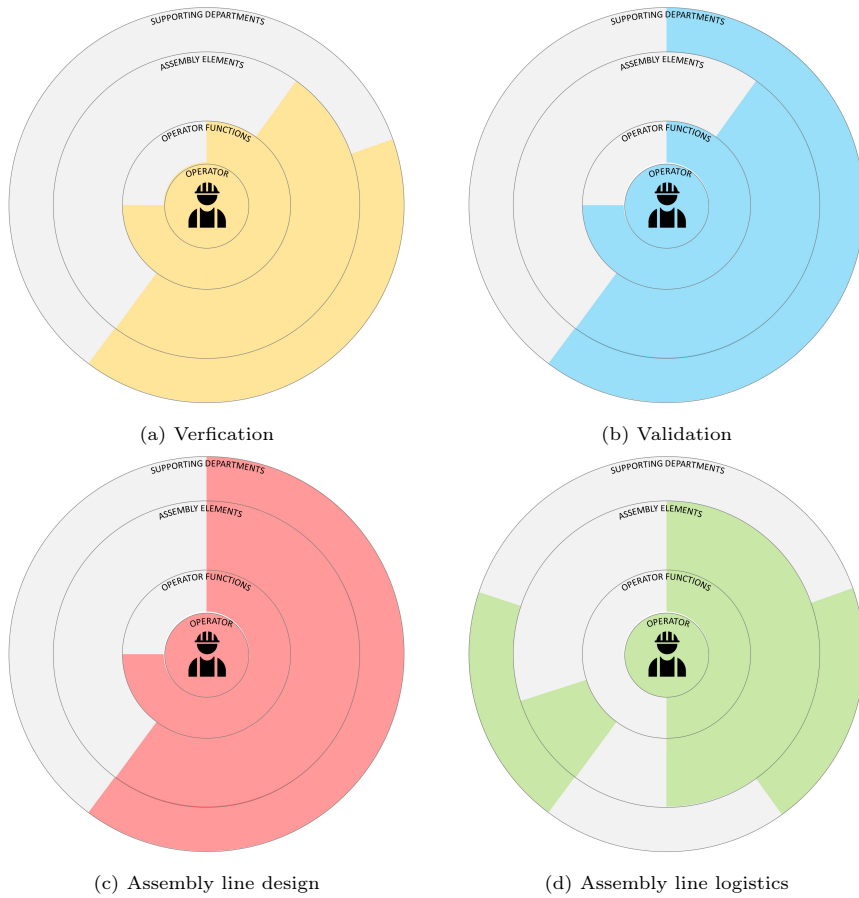 SUPPORTING DEPARTMENTS
ASSEMBLY ELEMENTS
OPERATOR FUNCTIONS
OPERATOR
(a) Verfication
SUPPORTING DEPARTMENTS
ASSEMBLY ELEMENTS
OPERATOR FUNCTIONS
OPERATOR
(b) Validation
SUPPORTING DEPARTMENTS
ASSEMBLY ELEMENTS
OPERATOR FUNCTIONS
OPERATOR
(c) Assembly line design
SUPPORTING DEPARTMENTS
ASSEMBLY ELEMENTS
OPERATOR FUNCTIONS
OPERATOR
(d) Assembly line logistics